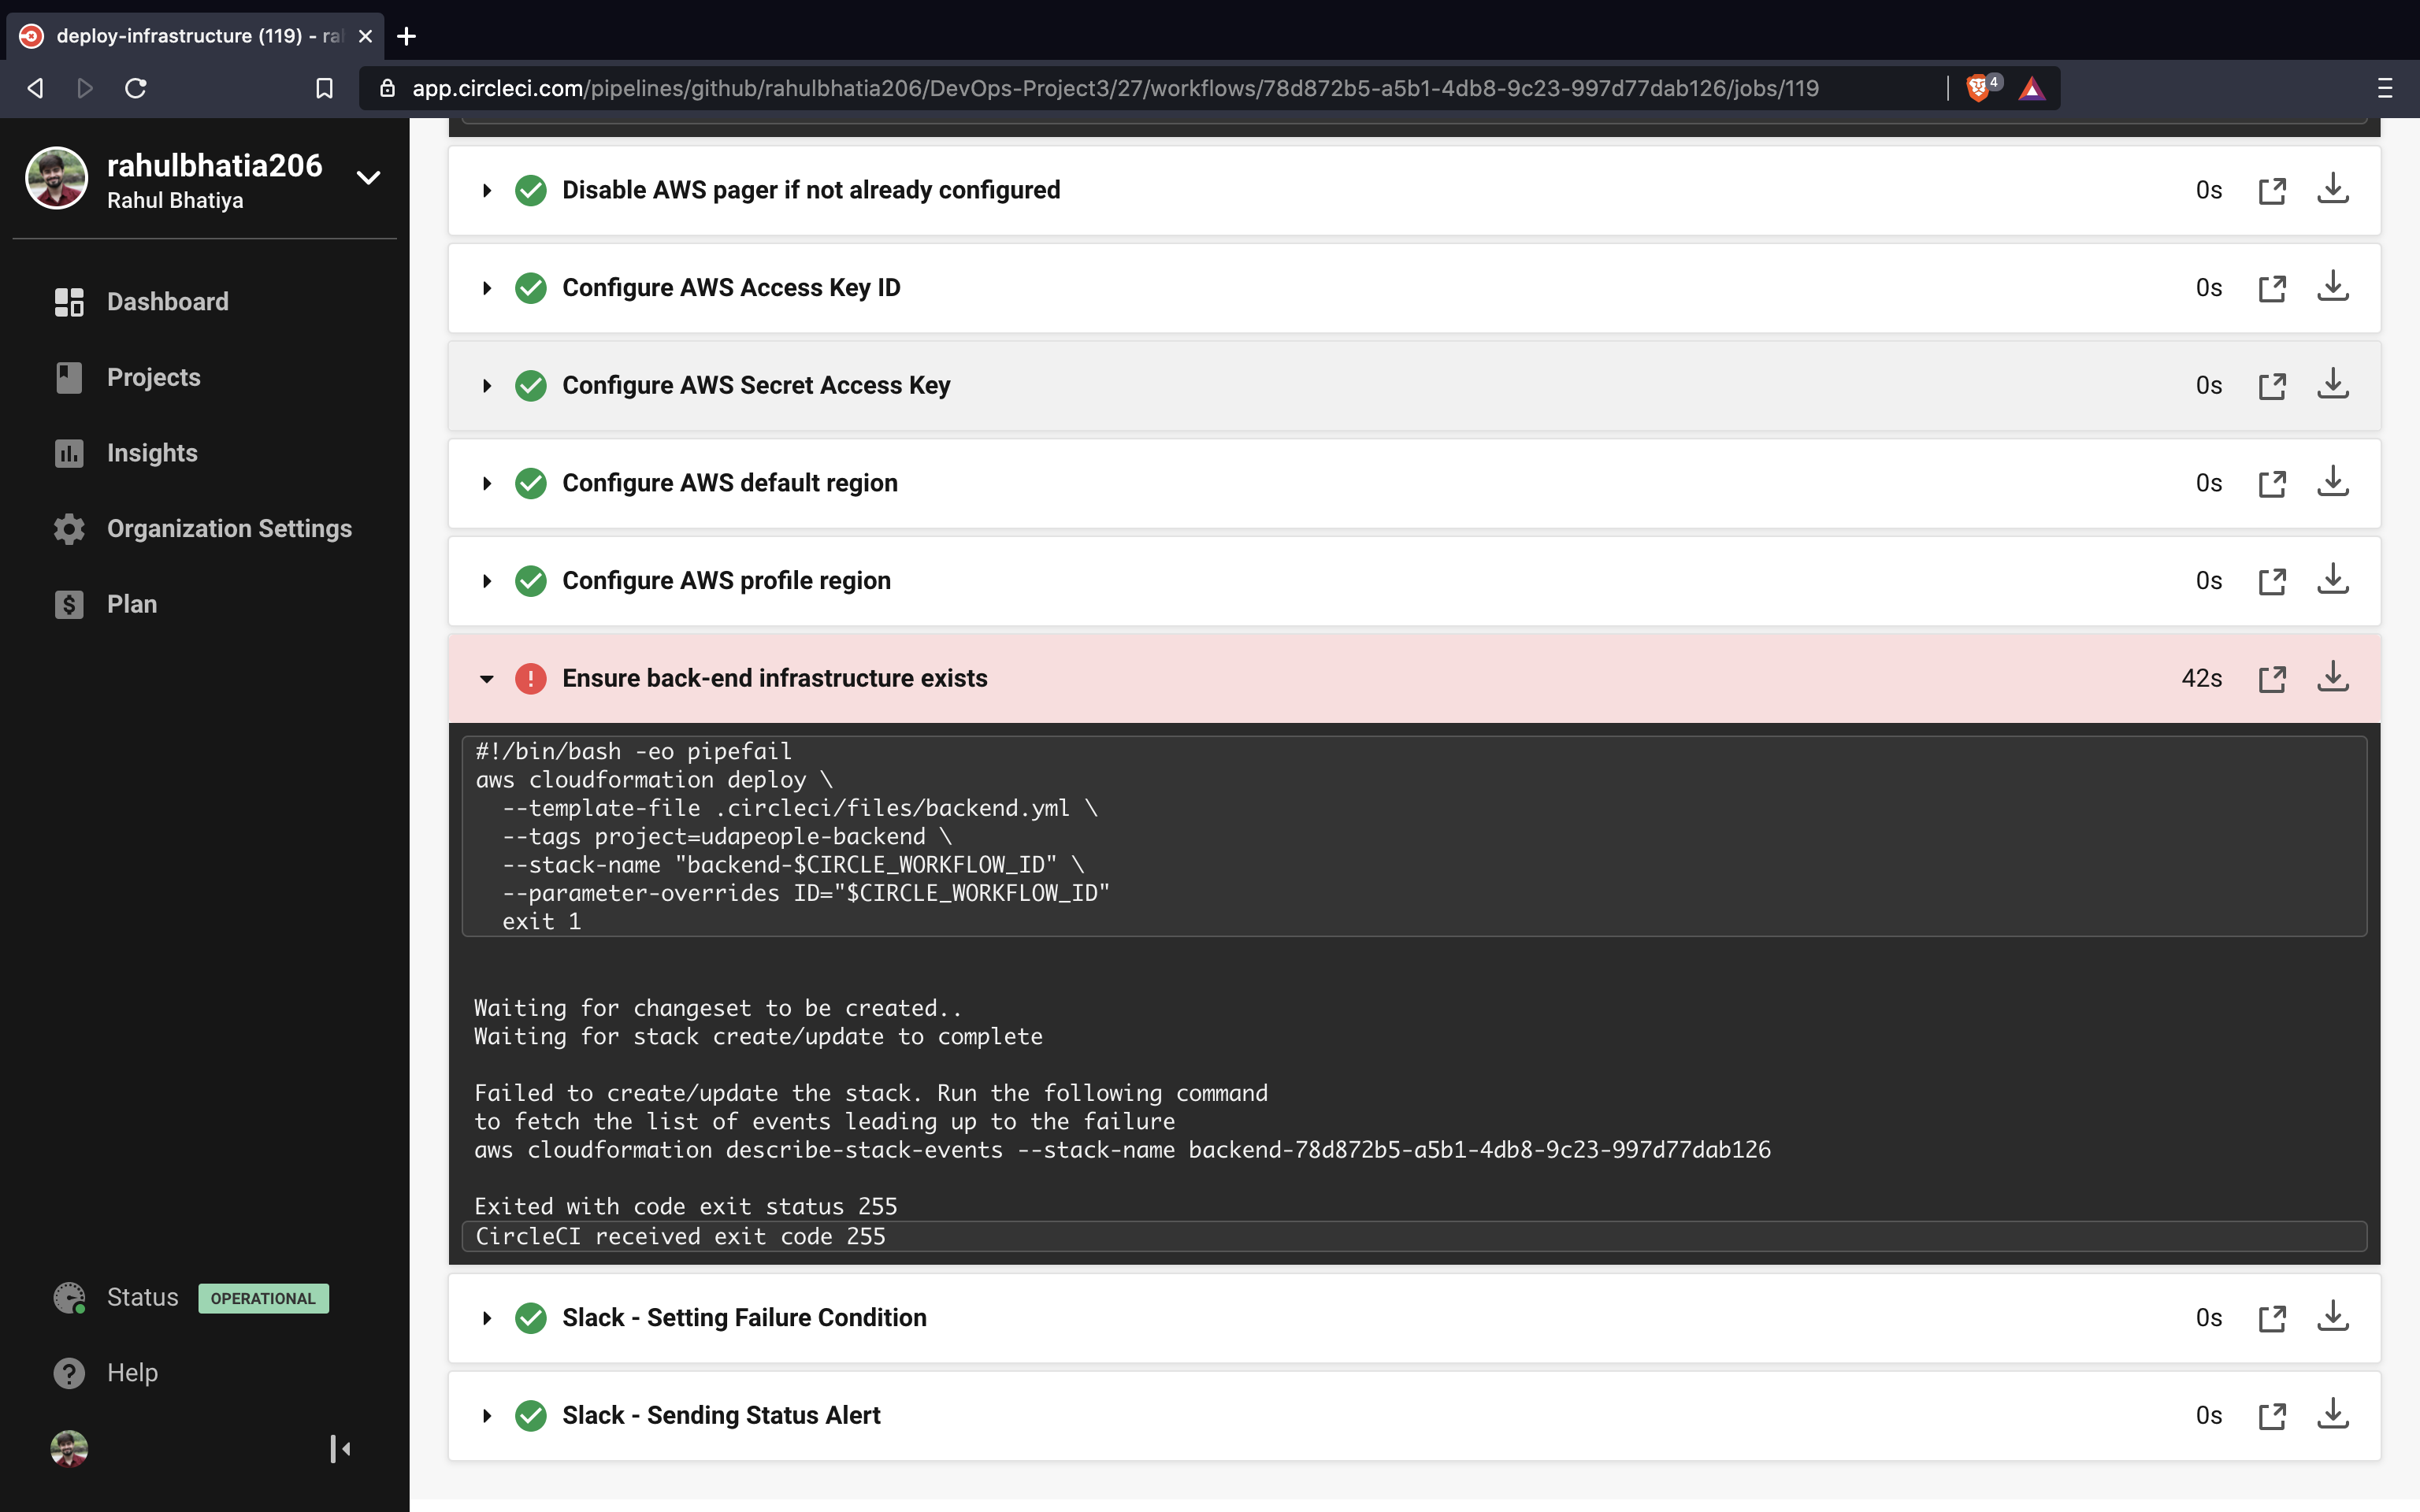 deploy-infrastructure (119) - ra
app.circleci.com/pipelines/github/rahulbhatia206/DevOps-Project3/27/workflows/78d872b5-a5b1-4db8-9c23-997d77dab126/jobs/119
4
rahulbhatia206
Rahul Bhatiya
Dashboard
Projects
Insights
Organization Settings
Plan
Status OPERATIONAL
Help
Disable AWS pager if not already configured 0s
Configure AWS Access Key ID 0s
Configure AWS Secret Access Key 0s
Configure AWS default region 0s
Configure AWS profile region 0s
Ensure back-end infrastructure exists 42s
#!/bin/bash -eo pipefail
aws cloudformation deploy \
--template-file .circleci/files/backend.yml \
--tags project=udapeople-backend \
--stack-name "backend-$CIRCLE_WORKFLOW_ID" \
--parameter-overrides ID="$CIRCLE_WORKFLOW_ID"
exit 1
Waiting for changeset to be created..
Waiting for stack create/update to complete
Failed to create/update the stack. Run the following command
to fetch the list of events leading up to the failure
aws cloudformation describe-stack-events --stack-name backend-78d872b5-a5b1-4db8-9c23-997d77dab126
Exited with code exit status 255
CircleCI received exit code 255
Slack - Setting Failure Condition 0s
Slack - Sending Status Alert 0s